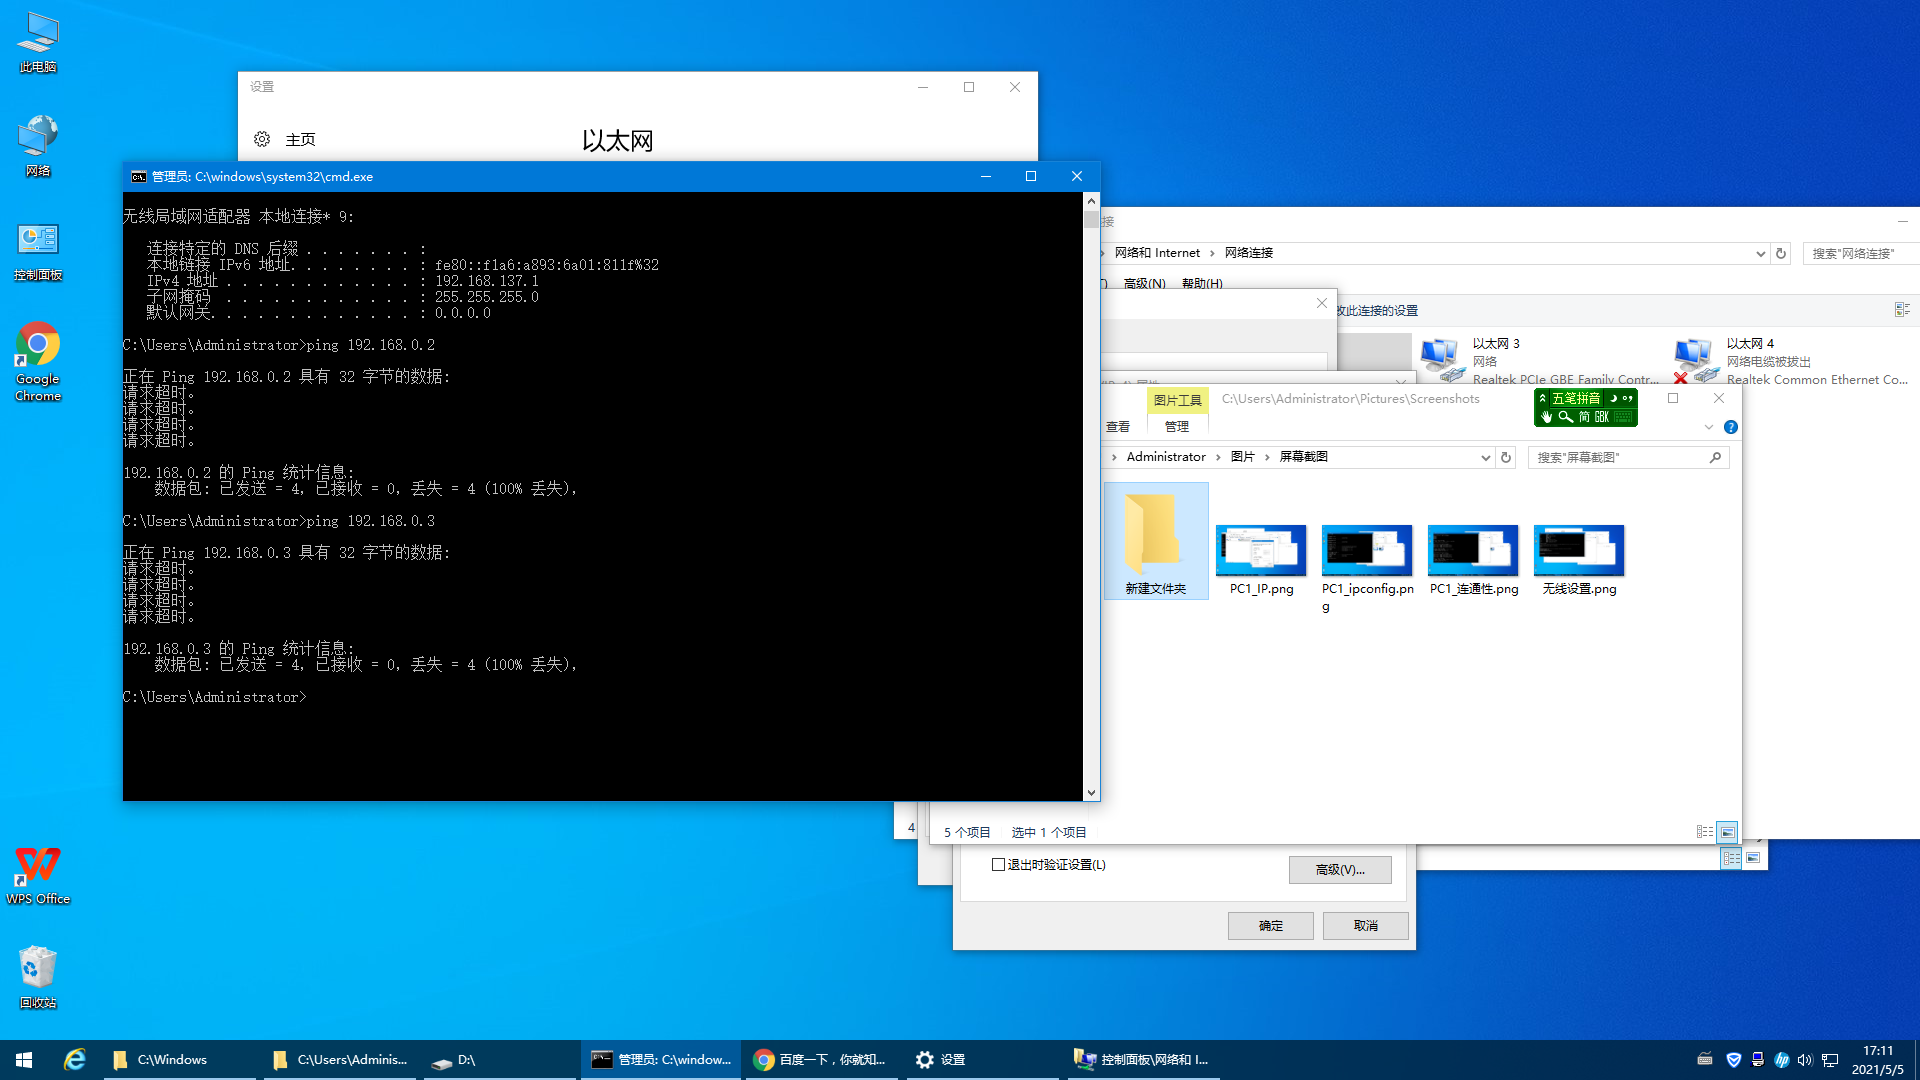 此电脑
网络
控制面板
Google
Chrome
WPS Office
回收站
设置
主页
以太网
管理员: C:\windows\system32\cmd.exe
无线局域网适配器 本地连接* 9:
连接特定的 DNS 后缀 . . . . . . . :
本地链接 IPv6 地址. . . . . . . . : fe80::f1a6:a893:6a01:811f%32
IPv4 地址 . . . . . . . . . . . . : 192.168.137.1
子网掩码 . . . . . . . . . . . . : 255.255.255.0
默认网关. . . . . . . . . . . . . : 0.0.0.0
C:\Users\Administrator>ping 192.168.0.2
正在 Ping 192.168.0.2 具有 32 字节的数据:
请求超时。
请求超时。
请求超时。
请求超时。
192.168.0.2 的 Ping 统计信息:
数据包: 已发送 = 4, 已接收 = 0, 丢失 = 4 (100% 丢失),
C:\Users\Administrator>ping 192.168.0.3
正在 Ping 192.168.0.3 具有 32 字节的数据:
请求超时。
请求超时。
请求超时。
请求超时。
192.168.0.3 的 Ping 统计信息:
数据包: 已发送 = 4, 已接收 = 0, 丢失 = 4 (100% 丢失),
C:\Users\Administrator>
接
网络和 Internet › 网络连接
搜索"网络连接"
高级(N) 帮助(H)
改此连接的设置
以太网 3
网络
Realtek PCIe GBE Family Contr...
以太网 4
网络电缆被拔出
Realtek Common Ethernet Co...
图片工具
C:\Users\Administrator\Pictures\Screenshots
五笔拼音
简 GBK
查看
管理
› Administrator › 图片 › 屏幕截图
搜索"屏幕截图"
新建文件夹
PC1_IP.png
PC1_ipconfig.pn
g
PC1_连通性.png
无线设置.png
4
5 个项目 选中 1 个项目
退出时验证设置(L)
高级(V)...
确定
取消
C:\Windows
C:\Users\Adminis...
D:\
管理员: C:\window...
百度一下，你就知...
设置
控制面板\网络和 I...
17:11
2021/5/5